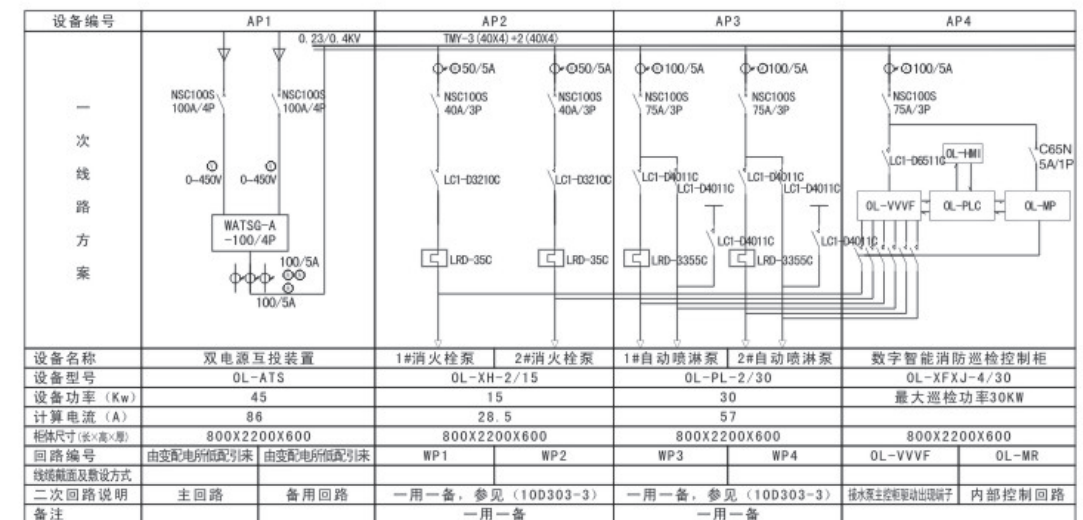 设备编号 AP1 AP2 AP3 AP4
一次线路方案
0.23/0.4KV TMY-3(40X4)+2(40X4)
50/5A 50/5A 100/5A 100/5A 100/5A
NSC100S NSC100S NSC100S NSC100S NSC100S NSC100S NSC100S
100A/4P 100A/4P 40A/3P 40A/3P 75A/3P 75A/3P 75A/3P
C65N
5A/1P
LC1-D6511C OL-HMI
0-450V 0-450V LC1-D3210C LC1-D3210C LC1-D4011C LC1-D4011C
LC1-D4011C LC1-D4011C
OL-VVVF OL-PLC OL-MP
WATSG-A
-100/4P
LC1-D4011C LC1-D4011C
100/5A LRD-35C LRD-35C LRD-3355C LRD-3355C
100/5A
设备名称 双电源互投装置 1#消火栓泵 2#消火栓泵 1#自动喷淋泵 2#自动喷淋泵 数字智能消防巡检控制柜
设备型号 OL-ATS OL-XH-2/15 OL-PL-2/30 OL-XFXJ-4/30
设备功率(Kw) 45 15 30 最大巡检功率30KW
计算电流(A) 86 28.5 57
柜体尺寸(长×高×厚) 800X2200X600 800X2200X600 800X2200X600 800X2200X600
回路编号 由变配电所低配引来 由变配电所低配引来 WP1 WP2 WP3 WP4 OL-VVVF OL-MR
线缆截面及敷设方式
二次回路说明 主回路 备用回路 一用一备,参见(10D303-3) 一用一备,参见(10D303-3) 接水泵主控柜驱动出现端子 内部控制回路
备注 一用一备 一用一备